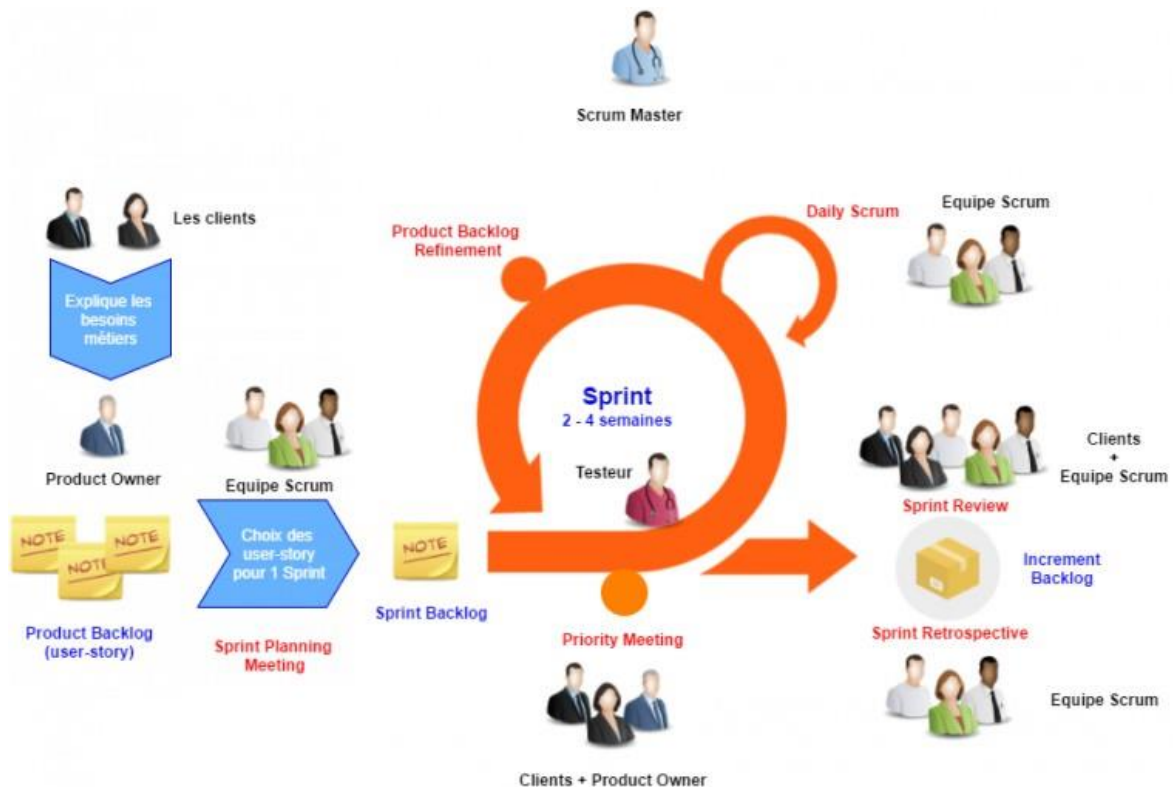 Scrum Master
Les clients
Explique les
besoins
métiers
Product Owner
Equipe Scrum
NOTE
NOTE
NOTE
Product Backlog
(user-story)
Choix des
user-story
pour 1 Sprint
Sprint Planning
Meeting
NOTE
Sprint Backlog
Product Backlog
Refinement
Daily Scrum
Equipe Scrum
Sprint
2 - 4 semaines
Testeur
Priority Meeting
Clients + Product Owner
Clients
+
Equipe Scrum
Sprint Review
Increment
Backlog
Sprint Retrospective
Equipe Scrum